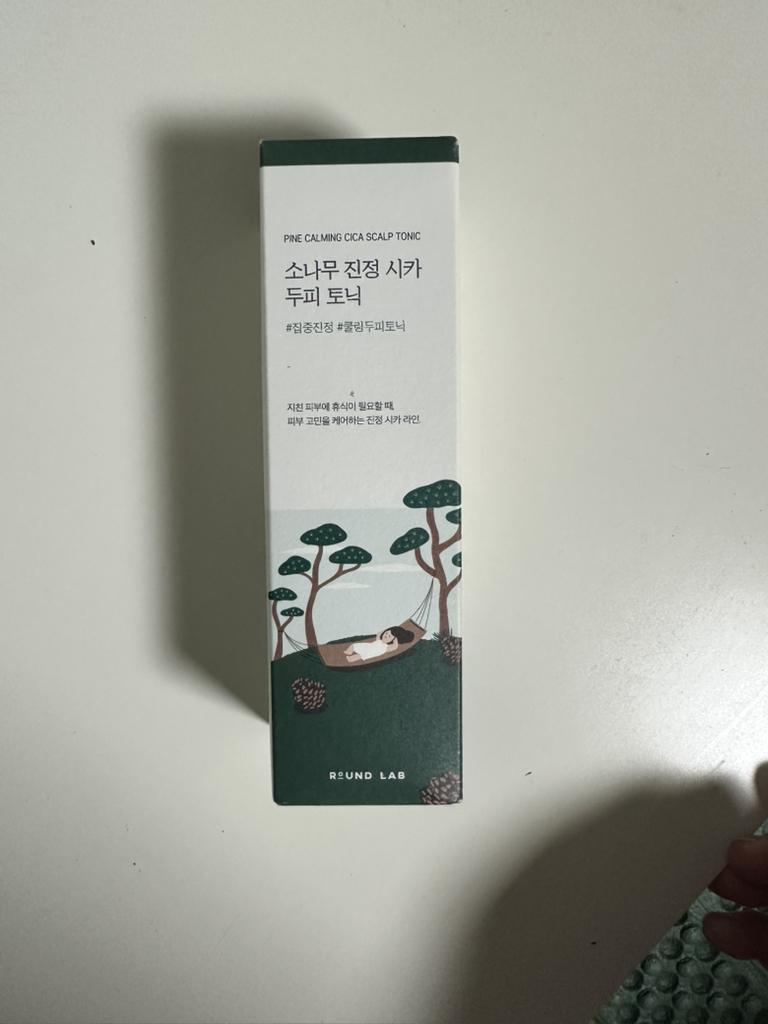 PINE CALMING CICA SCALP TONIC
소나무 진정 시카
두피 토닉
#집중진정 #쿨링두피토닉
지친 피부에 휴식이 필요할 때,
피부 고민을 케어하는 진정 시카 라인.
ROUND LAB